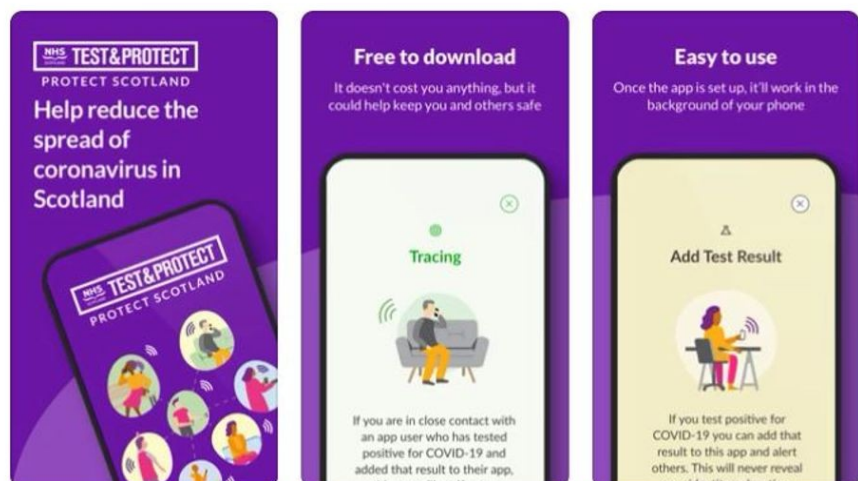 NHS
SCOTLAND
TEST&PROTECT
PROTECT SCOTLAND
Help reduce the
spread of
coronavirus in
Scotland
NHS
TEST&PROTECT
PROTECT SCOTLAND
Free to download
It doesn't cost you anything, but it
could help keep you and others safe
Tracing
If you are in close contact with
an app user who has tested
positive for COVID-19 and
added that result to their app,
Easy to use
Once the app is set up, it'll work in the
background of your phone
Add Test Result
If you test positive for
COVID-19 you can add that
result to this app and alert
others. This will never reveal